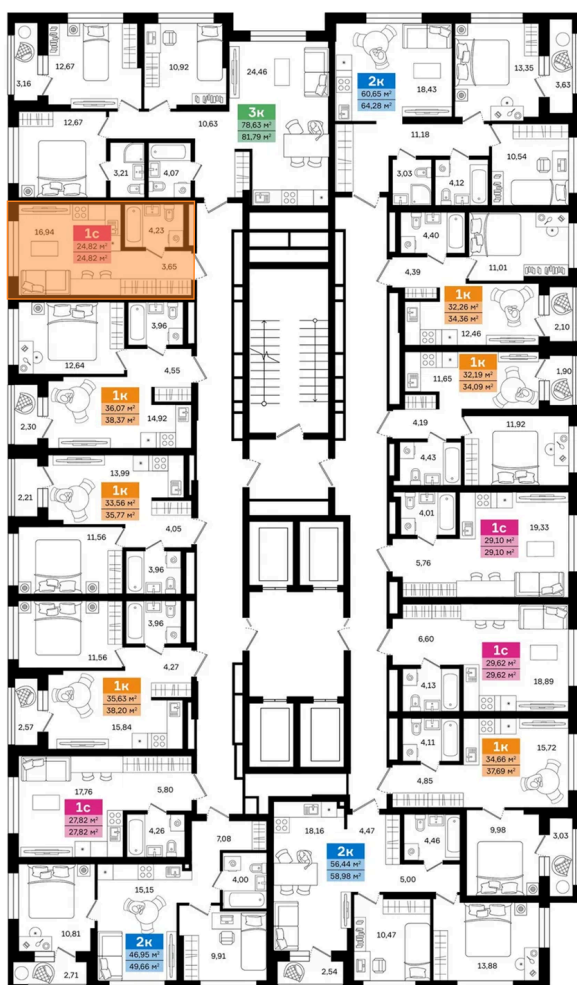 3,16
12,67
10,92
24,46
3к
78,63 м²
81,79 м²
12,67
10,63
3,21
4,07
2к
60,65 м²
64,28 м²
18,43
13,35
3,63
11,18
10,54
3,03
4,12
16,94
1с
24,82 м²
24,82 м²
4,23
3,65
4,40
4,39
11,01
1к
32,26 м²
34,36 м²
12,46
2,10
12,64
3,96
4,55
1к
36,07 м²
38,37 м²
14,92
2,30
11,65
1к
32,19 м²
34,09 м²
1,90
4,19
4,43
11,92
2,21
13,99
1к
33,56 м²
35,77 м²
4,05
11,56
3,96
4,01
1с
29,10 м²
29,10 м²
19,33
5,76
3,96
11,56
4,27
1к
35,63 м²
38,20 м²
2,57
15,84
6,60
1с
29,62 м²
29,62 м²
4,13
18,89
4,11
1к
34,66 м²
37,69 м²
15,72
4,85
17,76
1с
27,82 м²
27,82 м²
5,80
4,26
7,08
4,00
18,16
4,47
2к
56,44 м²
58,98 м²
4,46
5,00
9,98
3,03
10,81
15,15
2к
46,95 м²
49,66 м²
2,71
9,91
2,54
10,47
13,88